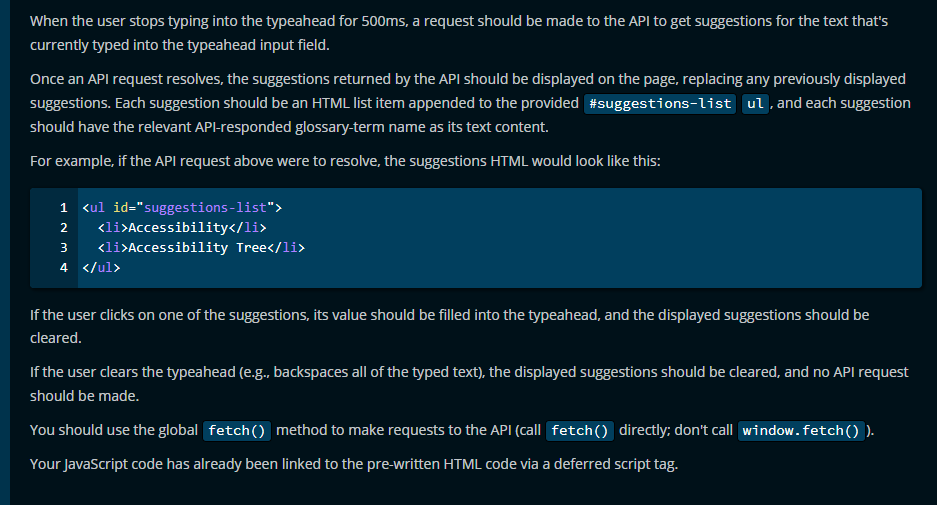 When the user stops typing into the typeahead for 500ms, a request should be made to the API to get suggestions for the text that's
currently typed into the typeahead input field.
Once an API request resolves, the suggestions returned by the API should be displayed on the page, replacing any previously displayed
suggestions. Each suggestion should be an HTML list item appended to the provided #suggestions-list ul, and each suggestion
should have the relevant API-responded glossary-term name as its text content.
For example, if the API request above were to resolve, the suggestions HTML would look like this:
1 <ul id="suggestions-list">
2 <li>Accessibility</li>
3 <li>Accessibility Tree</li>
4 </ul>
If the user clicks on one of the suggestions, its value should be filled into the typeahead, and the displayed suggestions should be
cleared.
If the user clears the typeahead (e.g., backspaces all of the typed text), the displayed suggestions should be cleared, and no API request
should be made.
You should use the global fetch() method to make requests to the API (call fetch() directly; don't call window.fetch() ).
Your JavaScript code has already been linked to the pre-written HTML code via a deferred script tag.